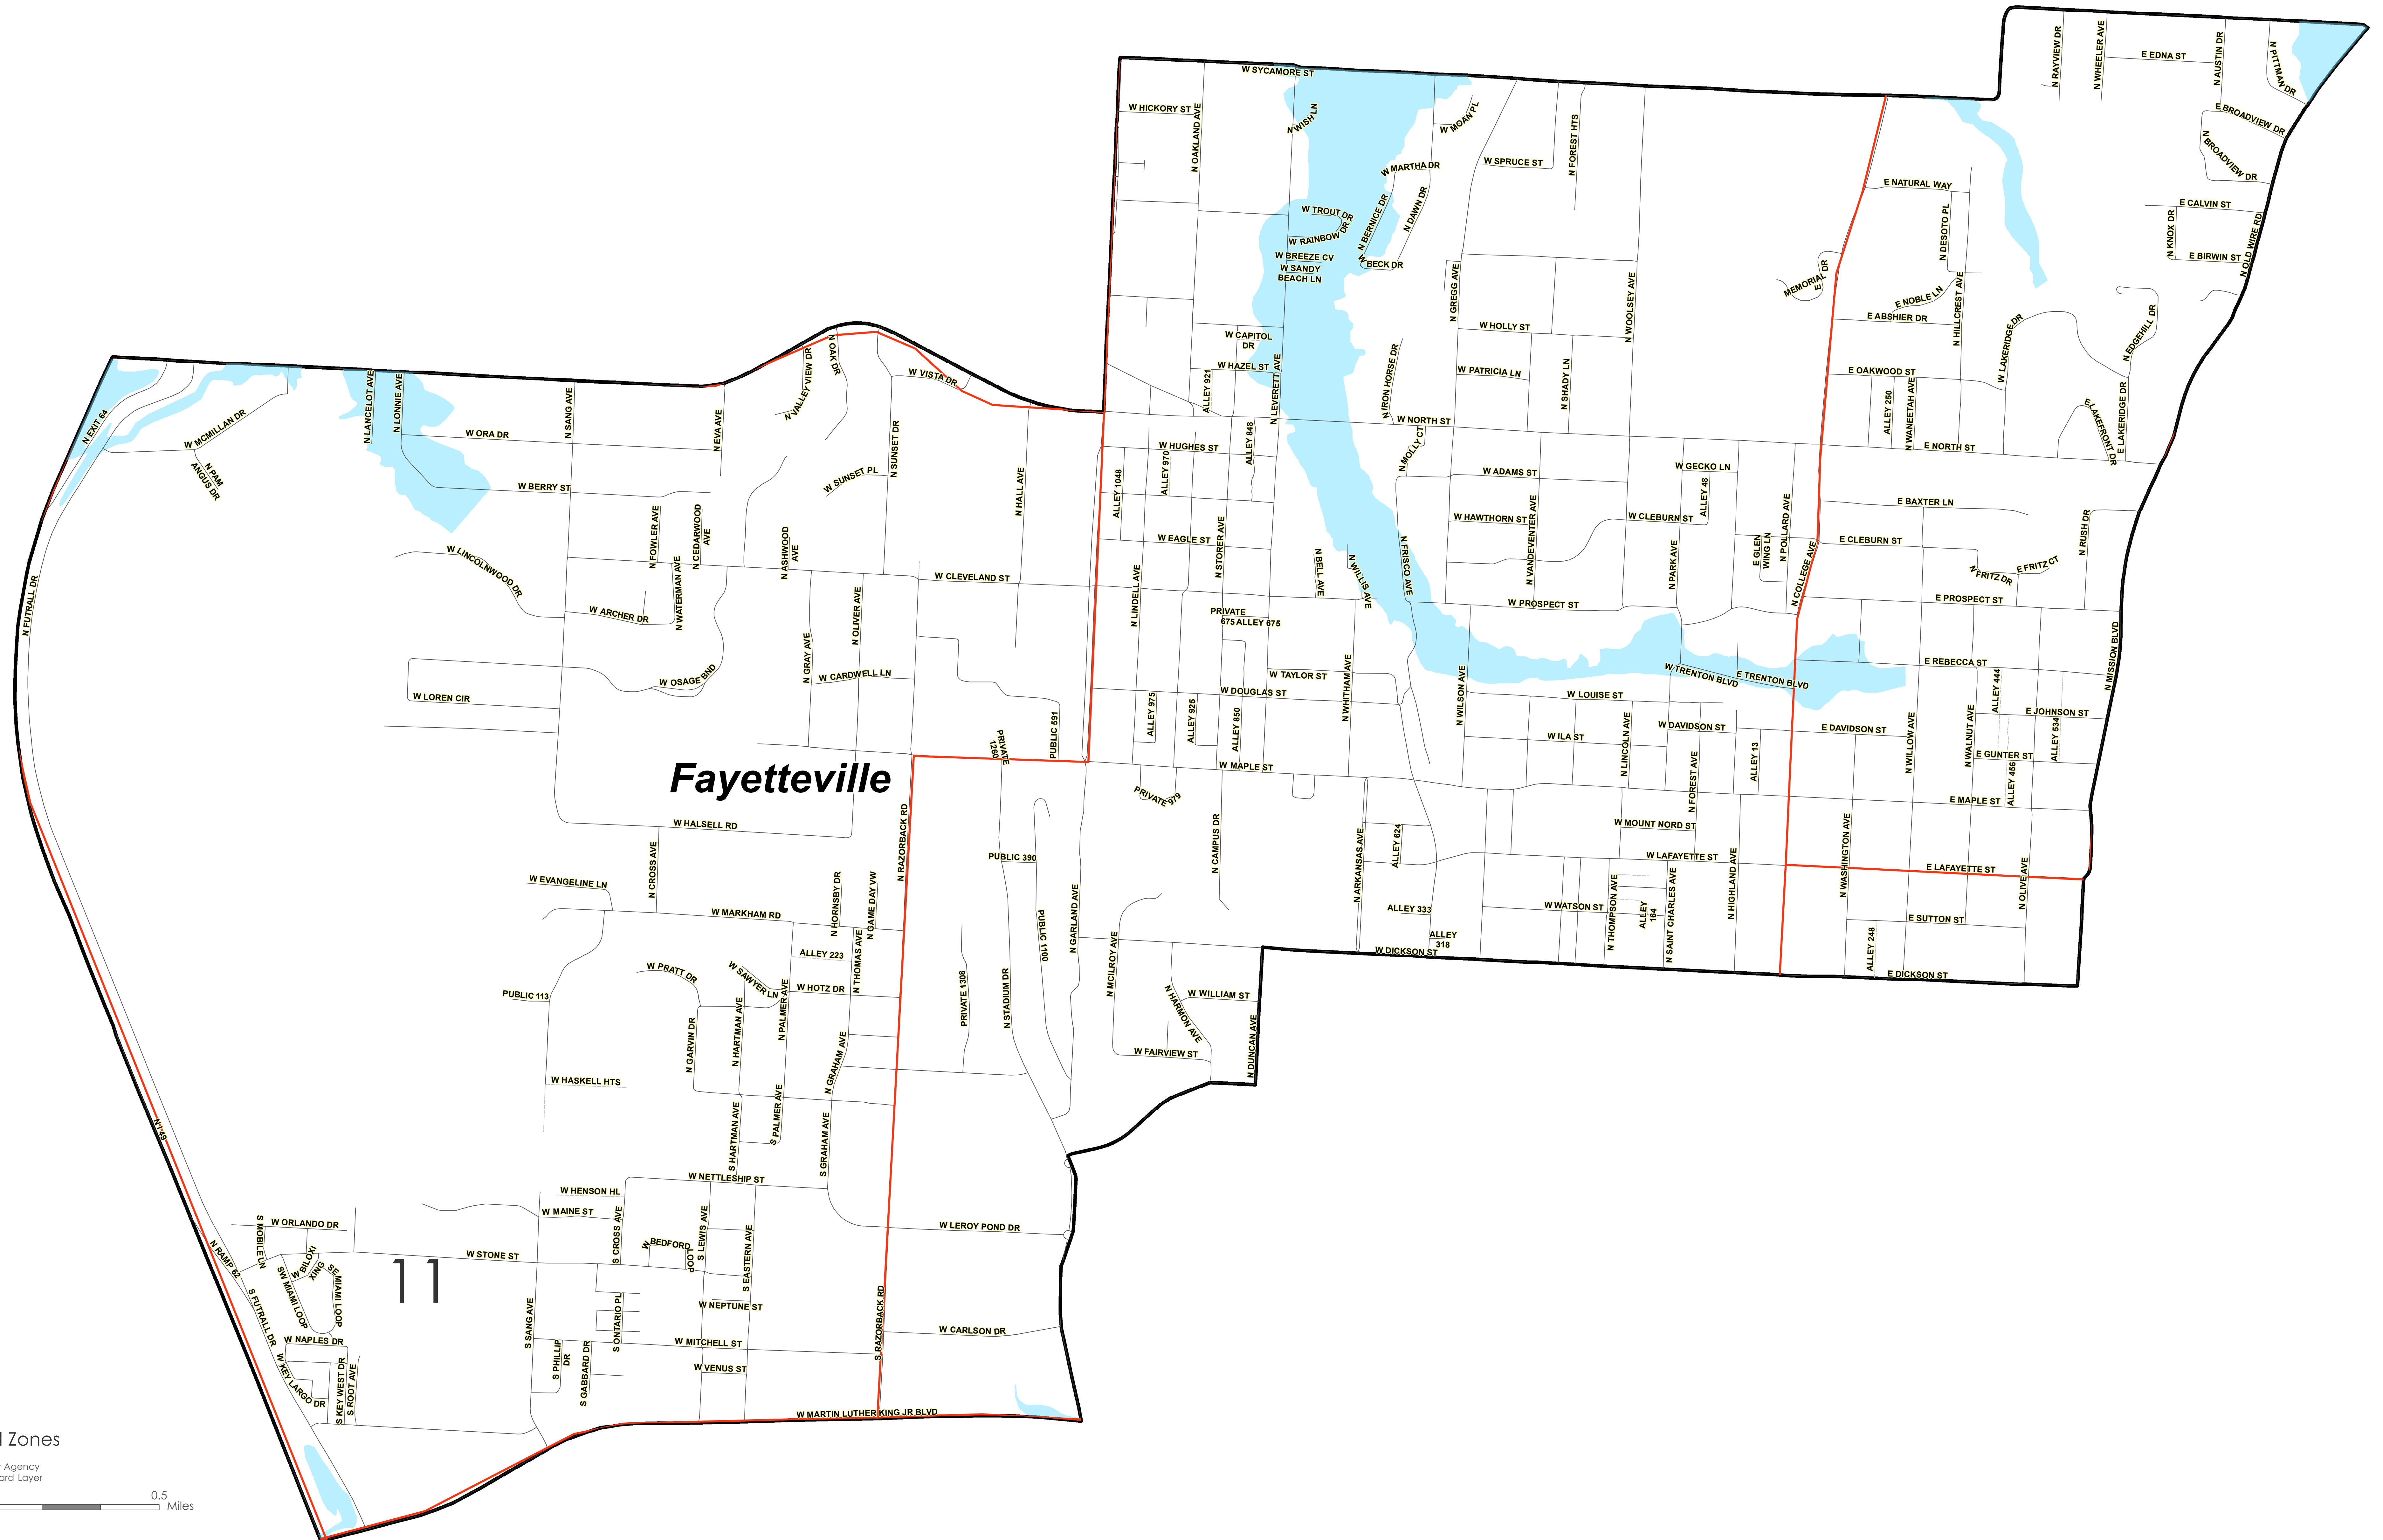 N RAYVIEW DR
N WHEELER AVE
E EDNA ST
N AUSTIN DR
N PITTMAN DR
E BROADVIEW DR
N BROADVIEW DR
W SYCAMORE ST
W HICKORY ST
N OAKLAND AVE
N WISH LN
W MOAN PL
W MARTHA DR
W SPRUCE ST
N FOREST HTS
W TROUT DR
W RAINBOW DR
N BERNICE DR
N DAWN DR
W BREEZE CV
W SANDY
BEACH LN
W BECK DR
E NATURAL WAY
N DESOTO PL
E CALVIN ST
N KNOX DR
E BIRWIN ST
N OLD WIRE RD
MEMORIAL DR
E
E NOBLE LN
E ABSHIER DR
N HILLCREST AVE
W LAKERIDGE DR
N EDGEHILL DR
N GREGG AVE
N WOOLSEY AVE
W HOLLY ST
W CAPITOL
DR
W HAZEL ST
N LEVERETT AVE
ALLEY 921
N IRON HORSE DR
W PATRICIA LN
N SHADY LN
E OAKWOOD ST
ALLEY 250
N WANEETAH AVE
E LAKEFRONT DR
E LAKERIDGE DR
N EXIT 64
W MCMILLAN DR
N PAM
ANGUS DR
N LANCELOT AVE
N LONNIE AVE
W ORA DR
N SANG AVE
N EVA AVE
N VALLEY VIEW DR
N OAK DR
W VISTA DR
N SUNSET DR
W SUNSET PL
N HALL AVE
W BERRY ST
W NORTH ST
E NORTH ST
W HUGHES ST
ALLEY 848
ALLEY 970
ALLEY 1048
N MOLLY CT
W ADAMS ST
W GECKO LN
ALLEY 48
W HAWTHORN ST
N VANDEVENTER AVE
W CLEBURN ST
N POLLARD AVE
E GLEN
WING LN
E BAXTER LN
E CLEBURN ST
N RUSH DR
N FRITZ DR
E FRITZ CT
N FUTRALL DR
W LINCOLNWOOD DR
N FOWLER AVE
N CEDARWOOD
AVE
N WATERMAN AVE
N ASHWOOD
AVE
W CLEVELAND ST
W ARCHER DR
N OLIVER AVE
N GRAY AVE
W CARDWELL LN
W OSAGE BND
W LOREN CIR
W EAGLE ST
N STORER AVE
N LINDELL AVE
N BELL AVE
N WILLIS AVE
N FRISCO AVE
PRIVATE
675
ALLEY 675
W PROSPECT ST
N PARK AVE
N COLLEGE AVE
E PROSPECT ST
N MISSION BLVD
E REBECCA ST
W TRENTON BLVD
E TRENTON BLVD
W TAYLOR ST
W DOUGLAS ST
N WHITHAM AVE
N WILSON AVE
W LOUISE ST
ALLEY 975
ALLEY 925
ALLEY 850
W ILA ST
N LINCOLN AVE
W DAVIDSON ST
E DAVIDSON ST
N FOREST AVE
ALLEY 13
N WILLOW AVE
N WALNUT AVE
ALLEY 444
E JOHNSON ST
ALLEY 534
E GUNTER ST
ALLEY 456
PRIVATE
1260
PUBLIC 591
W MAPLE ST
E MAPLE ST
PRIVATE 979
Fayetteville
W HALSELL RD
N CROSS AVE
N RAZORBACK RD
PUBLIC 390
N CAMPUS DR
N ARKANSAS AVE
ALLEY 624
W MOUNT NORD ST
W LAFAYETTE ST
E LAFAYETTE ST
N WASHINGTON AVE
N OLIVE AVE
W EVANGELINE LN
W MARKHAM RD
N HORNSBY DR
N GAME DAY VW
N THOMAS AVE
ALLEY 223
W HOTZ DR
W PRATT DR
W SAWYER LN
N PALMER AVE
PUBLIC 113
N GARVIN DR
N HARTMAN AVE
N GRAHAM AVE
PRIVATE 1308
N STADIUM DR
PUBLIC 1100
N GARLAND AVE
N MCILROY AVE
N HARMON AVE
W WILLIAM ST
W FAIRVIEW ST
N DUNCAN AVE
ALLEY 333
ALLEY
318
W DICKSON ST
W WATSON ST
N THOMPSON AVE
ALLEY
164
N SAINT CHARLES AVE
N HIGHLAND AVE
E SUTTON ST
ALLEY 248
E DICKSON ST
W HASKELL HTS
S HARTMAN AVE
S PALMER AVE
S GRAHAM AVE
N I 49
W NETTLESHIP ST
W HENSON HL
W MAINE ST
S CROSS AVE
W BEDFORD
LOOP
S LEWIS AVE
S EASTERN AVE
W LEROY POND DR
W ORLANDO DR
S MOBILE LN
W STONE ST
W BILOXI
XING
SE MIAMI LOOP
SW MIAMI LOOP
N RAMP 62
S FUTRALL DR
11
W NAPLES DR
W KEY LARGO DR
S KEY WEST DR
S ROOT AVE
S SANG AVE
S PHILLIP
DR
S GABBARD DR
S ONTARIO PL
W NEPTUNE ST
W MITCHELL ST
W VENUS ST
S RAZORBACK RD
W CARLSON DR
W MARTIN LUTHER KING JR BLVD
Zones
Agency
Layer
0.5
Miles